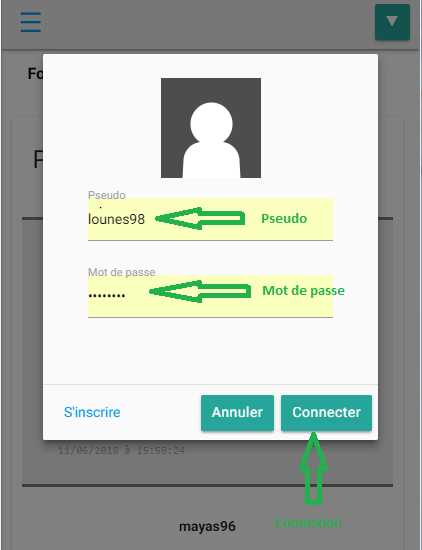 Fo
P
Pseudo
lounes98
Pseudo
Mot de passe
••••••••
Mot de passe
S'inscrire
Annuler
Connecter
11/06/2018 à 15:59:24
Connexion
mayas96